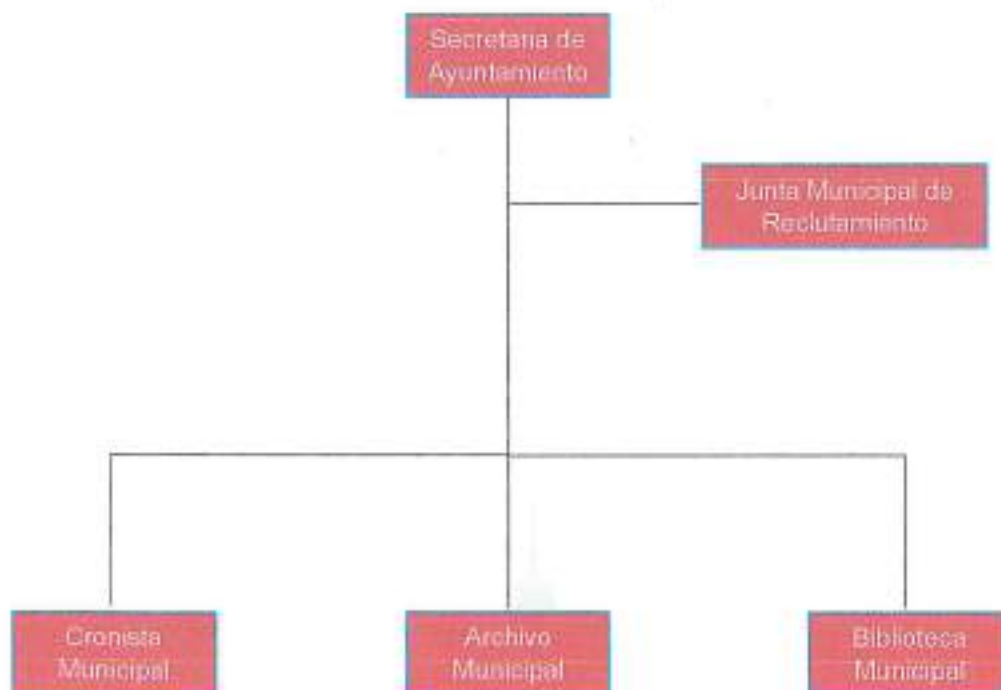 Secretaria de
Ayuntamiento
Junta Municipal de
Reclutamiento
Cronista
Municipal
Archivo
Municipal
Biblioteca
Municipal